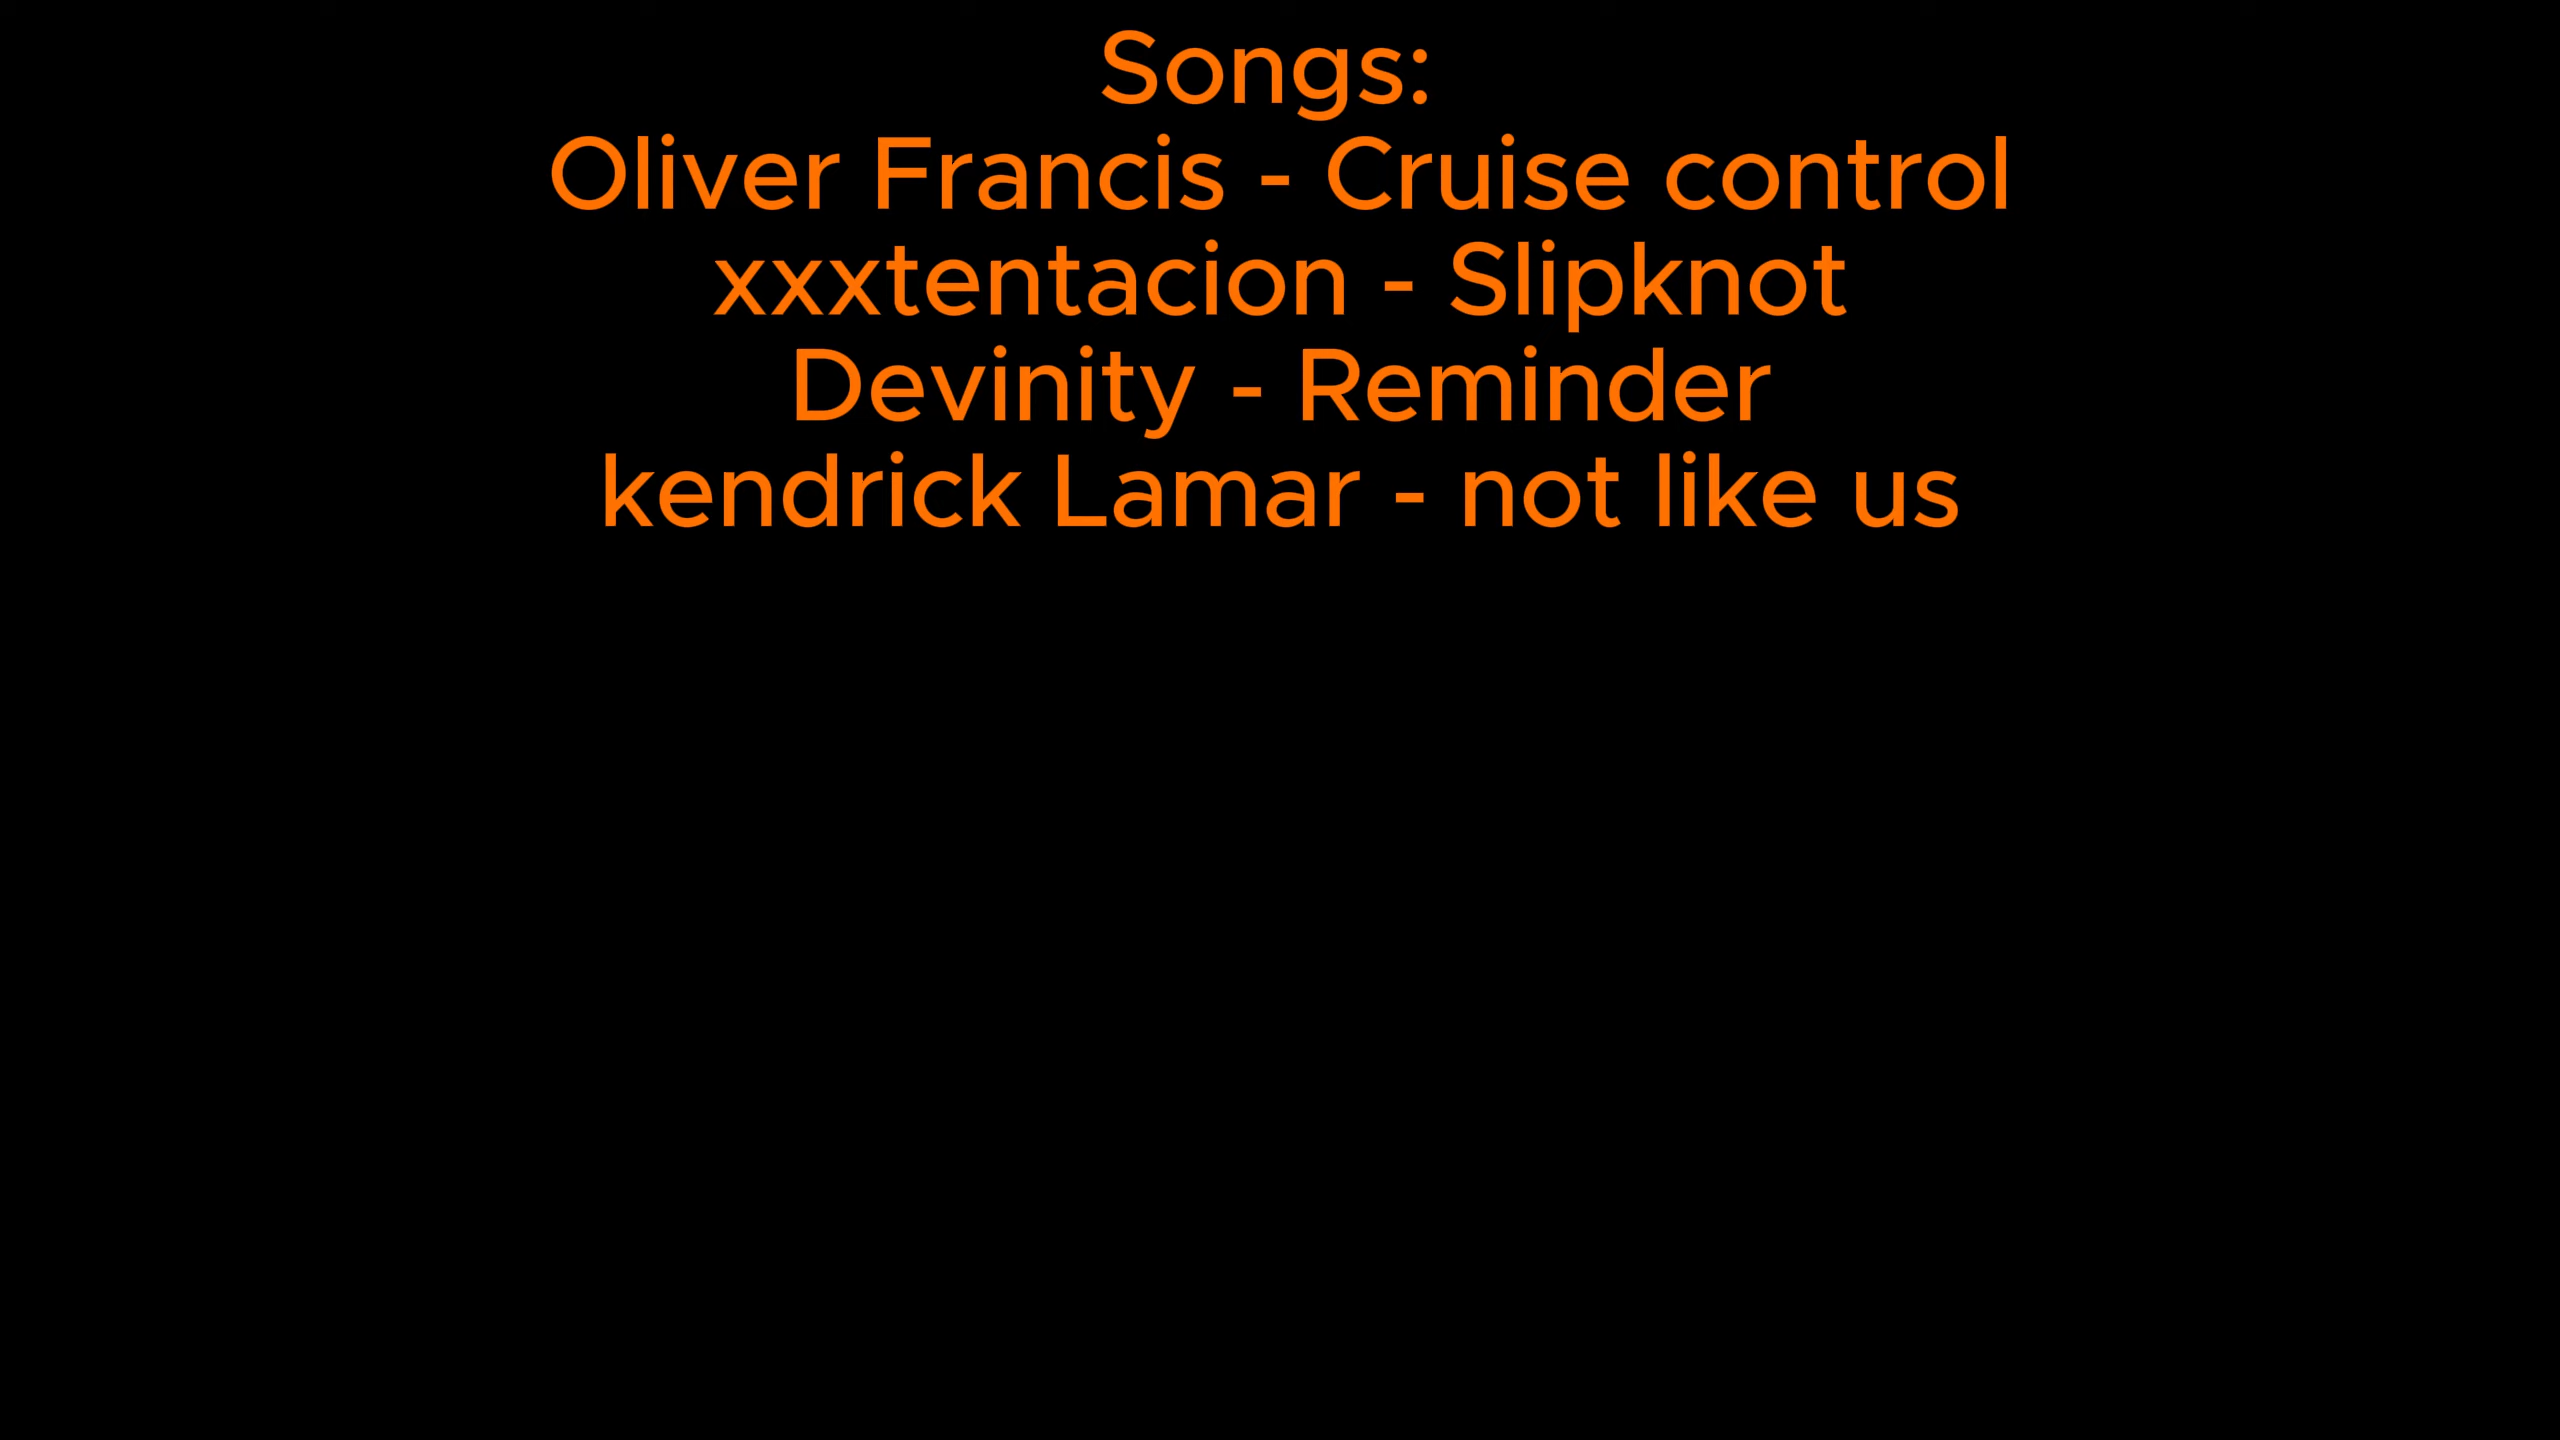 Songs:
Oliver Francis - Cruise control
xxxtentacion - Slipknot
Devinity - Reminder
kendrick Lamar - not like us